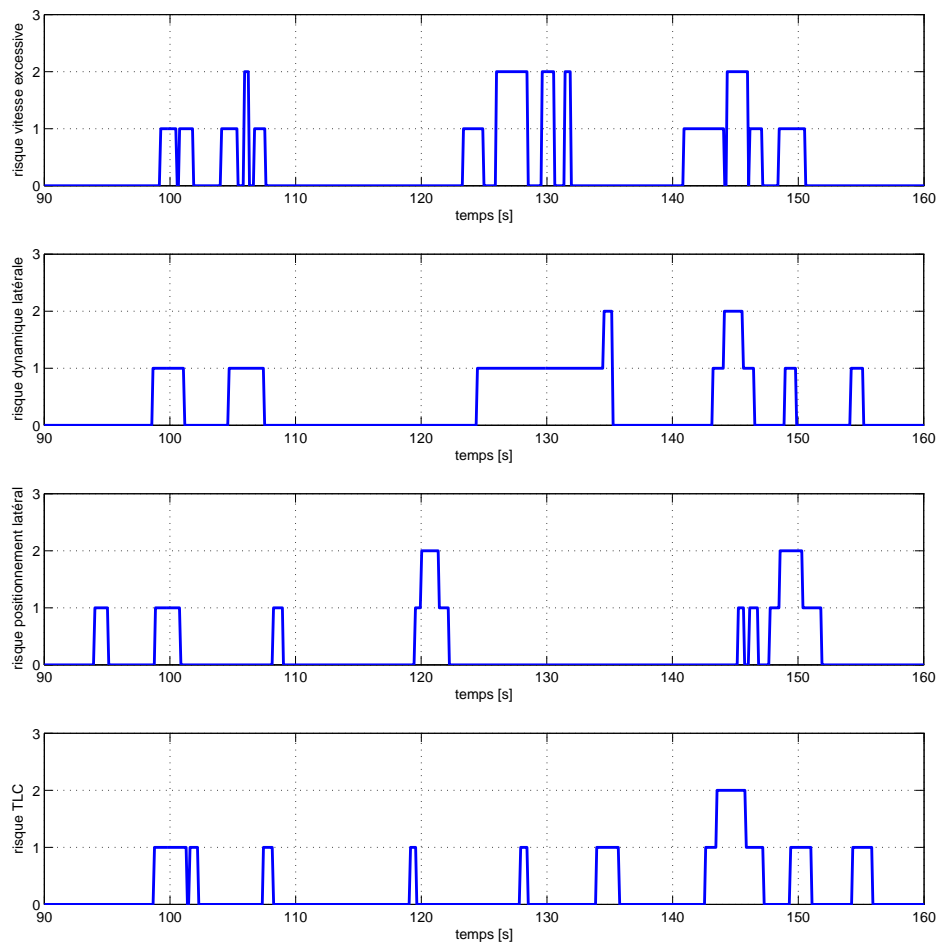 risque vitesse excessive
3
2
1
0
90 100 110 120 130 140 150 160
temps [s]
risque dynamique latérale
3
2
1
0
90 100 110 120 130 140 150 160
temps [s]
risque positionnement latéral
3
2
1
0
90 100 110 120 130 140 150 160
temps [s]
risque TLC
3
2
1
0
90 100 110 120 130 140 150 160
temps [s]